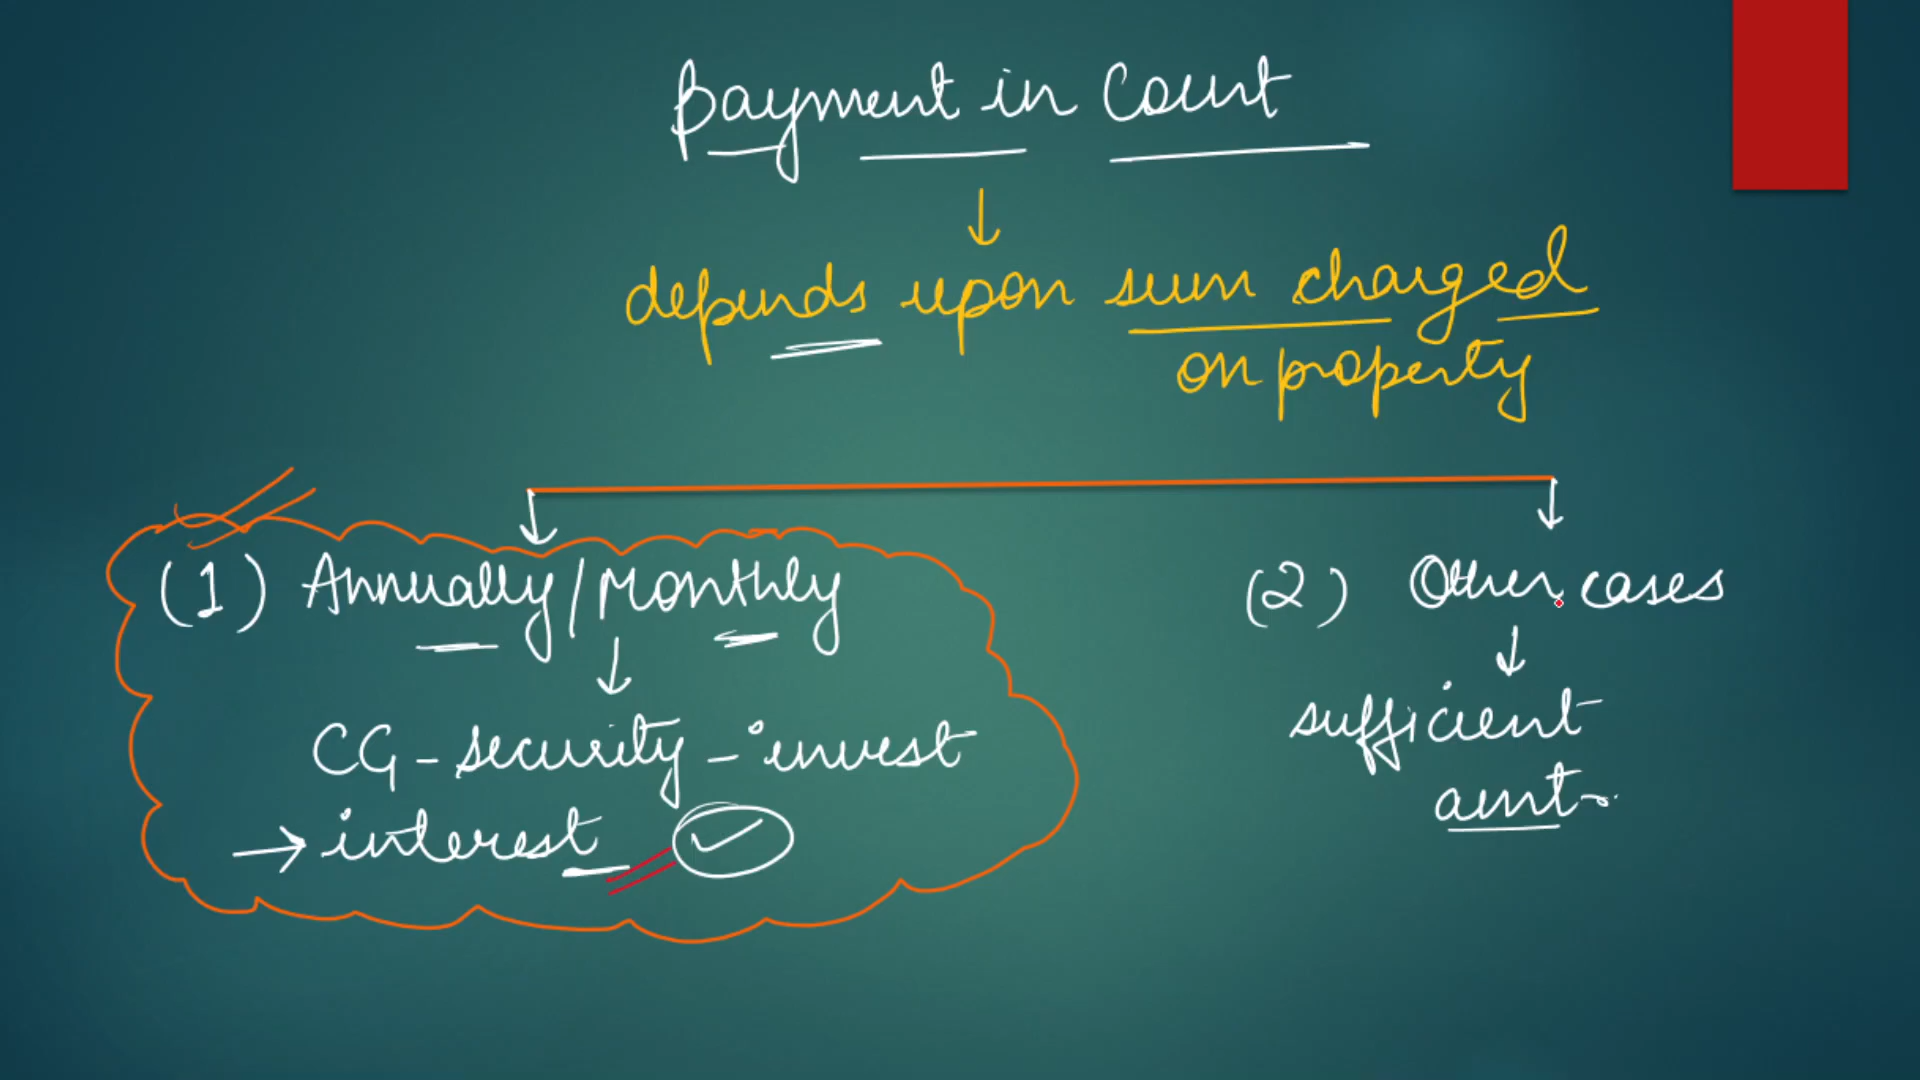 Payment in Court
↓
depends upon sum charged
on property
(1) Annually/Monthly
↓
CG - security - invest
→ interest ✓
(2) Other cases
↓
sufficient
amt